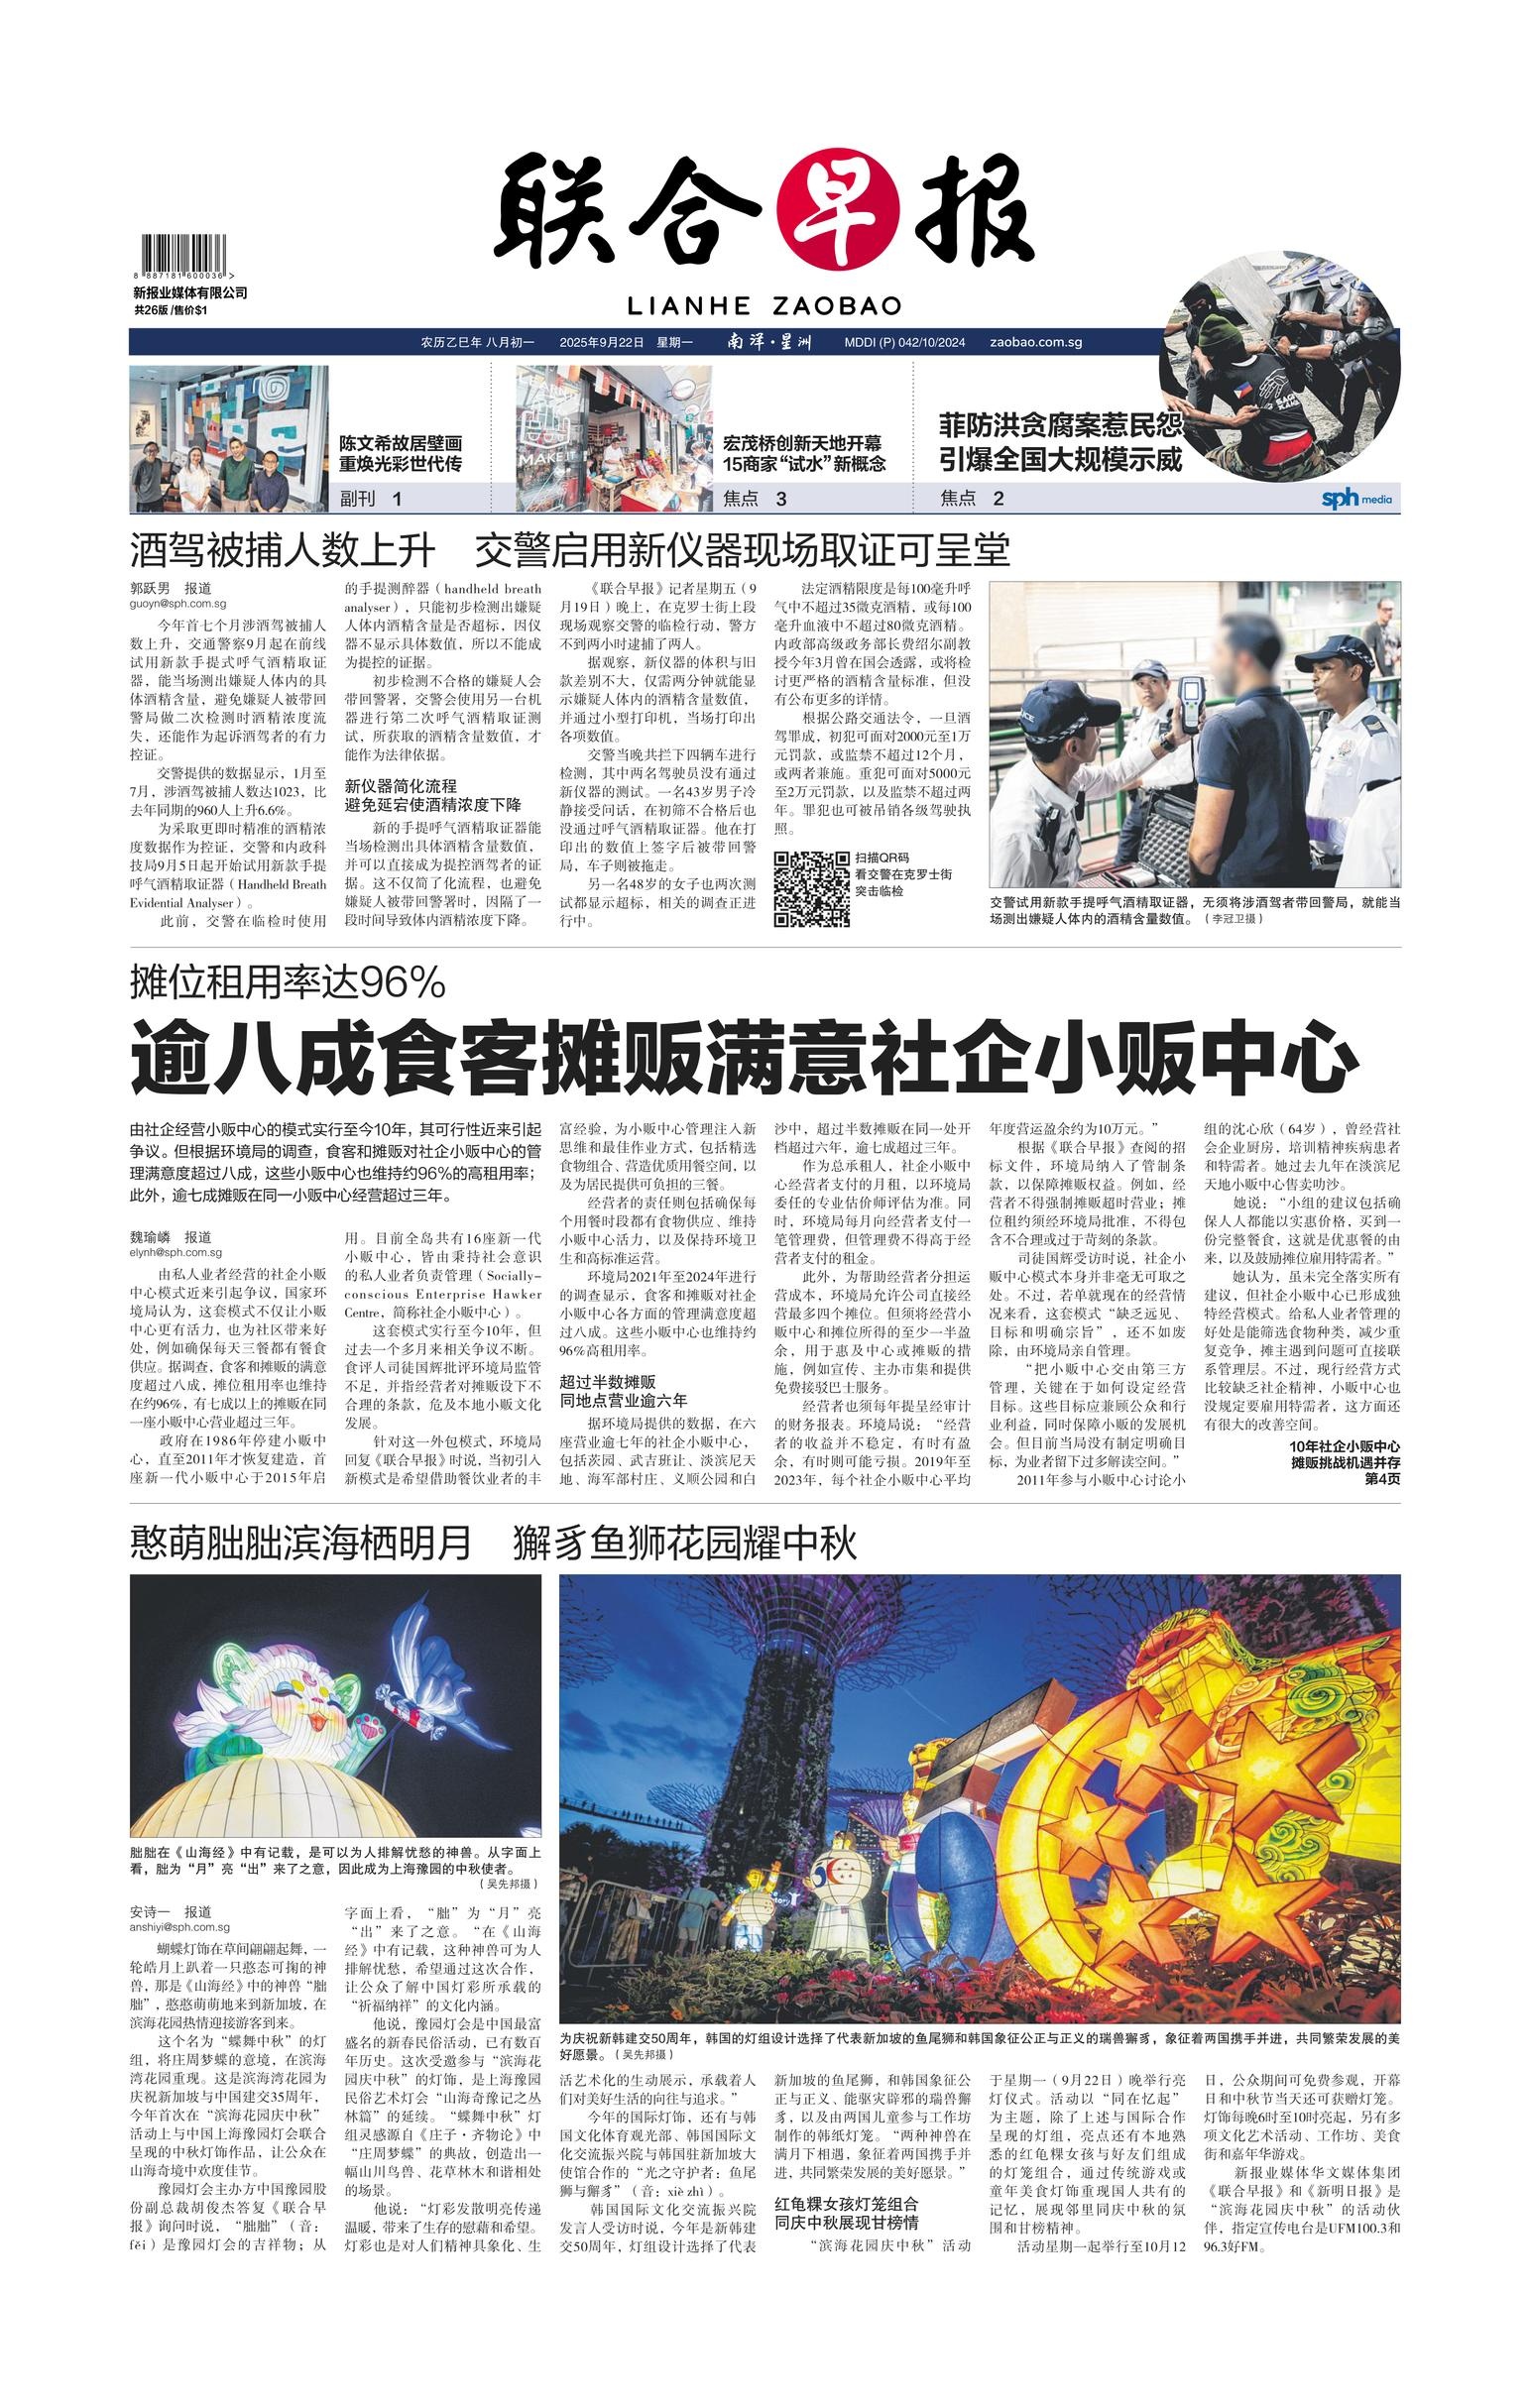 联合早报
LIANHE ZAOBAO
8 887181 600036 >
新报业媒体有限公司
共26版 /售价$1
农历乙巳年 八月初一 2025年9月22日 星期一 南洋·星洲 MDDI (P) 042/10/2024 zaobao.com.sg
陈文希故居壁画
重焕光彩世代传
副刊 1
MAKE IT
宏茂桥创新天地开幕
15商家“试水”新概念
焦点 3
菲防洪贪腐案惹民怨
引爆全国大规模示威
焦点 2
sph media
酒驾被捕人数上升 交警启用新仪器现场取证可呈堂
郭跃男 报道
guoyn@sph.com.sg
今年首七个月涉酒驾被捕人
数上升，交通警察9月起在前线
试用新款手提式呼气酒精取证
器，能当场测出嫌疑人体内的具
体酒精含量，避免嫌疑人被带回
警局做二次检测时酒精浓度流
失，还能作为起诉酒驾者的有力
控证。
交警提供的数据显示，1月至
7月，涉酒驾被捕人数达1023，比
去年同期的960人上升6.6%。
为采取更即时精准的酒精浓
度数据作为控证，交警和内政科
技局9月5日起开始试用新款手提
呼气酒精取证器（Handheld Breath
Evidential Analyser）。
此前，交警在临检时使用
的手提测醉器（handheld breath
analyser），只能初步检测出嫌疑
人体内酒精含量是否超标，因仪
器不显示具体数值，所以不能成
为提控的证据。
初步检测不合格的嫌疑人会
带回警署，交警会使用另一台机
器进行第二次呼气酒精取证测
试，所获取的酒精含量数值，才
能作为法律依据。
新仪器简化流程
避免延宕使酒精浓度下降
新的手提呼气酒精取证器能
当场检测出具体酒精含量数值，
并可以直接成为提控酒驾者的证
据。这不仅简了化流程，也避免
嫌疑人被带回警署时，因隔了一
段时间导致体内酒精浓度下降。
《联合早报》记者星期五（9
月19日）晚上，在克罗士街上段
现场观察交警的临检行动，警方
不到两小时就逮捕了两人。
据观察，新仪器的体积与旧
款差别不大，仅需两分钟就能显
示嫌疑人体内的酒精含量数值，
并通过小型打印机，当场打印出
各项数值。
交警当晚共拦下四辆车进行
检测，其中两名驾驶员没有通过
新仪器的测试。一名43岁男子冷
静接受问话，在初筛不合格后也
没通过呼气酒精取证器。他在打
印出的数值上签字后被带回警
局，车子则被拖走。
另一名48岁的女子也两次测
试都显示超标，相关的调查正进
行中。
法定酒精限度是每100毫升呼
气中不超过35微克酒精，或每100
毫升血液中不超过80微克酒精。
内政部高级政务部长费绍尔副教
授今年3月曾在国会透露，或将检
讨更严格的酒精含量标准，但没
有公布更多的详情。
根据公路交通法令，一旦酒
驾罪成，初犯可面对2000元至1万
元罚款，或监禁不超过12个月，
或两者兼施。重犯可面对5000元
至2万元罚款，以及监禁不超过两
年。罪犯也可被吊销各级驾驶执
照。
扫描QR码
看交警在克罗士街
突击临检
交警试用新款手提呼气酒精取证器，无须将涉酒驾者带回警局，就能当
场测出嫌疑人体内的酒精含量数值。（李冠卫摄）
摊位租用率达96%
逾八成食客摊贩满意社企小贩中心
由社企经营小贩中心的模式实行至今10年，其可行性近来引起
争议。但根据环境局的调查，食客和摊贩对社企小贩中心的管
理满意度超过八成，这些小贩中心也维持约96%的高租用率；
此外，逾七成摊贩在同一小贩中心经营超过三年。
魏瑜嶙 报道
elynh@sph.com.sg
由私人业者经营的社企小贩
中心模式近来引起争议，国家环
境局认为，这套模式不仅让小贩
中心更有活力，也为社区带来好
处，例如确保每天三餐都有餐食
供应。据调查，食客和摊贩的满意
度超过八成，摊位租用率也维持
在约96%，有七成以上的摊贩在同
一座小贩中心营业超过三年。
政府在1986年停建小贩中
心，直至2011年才恢复建造，首
座新一代小贩中心于2015年启
用。目前全岛共有16座新一代
小贩中心，皆由秉持社会意识
的私人业者负责管理（Socially-
conscious Enterprise Hawker
Centre，简称社企小贩中心）。
这套模式实行至今10年，但
过去一个多月来相关争议不断。
食评人司徒国辉批评环境局监管
不足，并指经营者对摊贩设下不
合理的条款，危及本地小贩文化
发展。
针对这一外包模式，环境局
回复《联合早报》时说，当初引入
新模式是希望借助餐饮业者的丰
富经验，为小贩中心管理注入新
思维和最佳作业方式，包括精选
食物组合、营造优质用餐空间，以
及为居民提供可负担的三餐。
经营者的责任则包括确保每
个用餐时段都有食物供应、维持
小贩中心活力，以及保持环境卫
生和高标准运营。
环境局2021年至2024年进行
的调查显示，食客和摊贩对社企
小贩中心各方面的管理满意度超
过八成。这些小贩中心也维持约
96%高租用率。
超过半数摊贩
同地点营业逾六年
据环境局提供的数据，在六
座营业逾七年的社企小贩中心，
包括茨园、武吉班让、淡滨尼天
地、海军部村庄、义顺公园和白
沙中，超过半数摊贩在同一处开
档超过六年，逾七成超过三年。
作为总承租人，社企小贩中
心经营者支付的月租，以环境局
委任的专业估价师评估为准。同
时，环境局每月向经营者支付一
笔管理费，但管理费不得高于经
营者支付的租金。
此外，为帮助经营者分担运
营成本，环境局允许公司直接经
营最多四个摊位。但须将经营小
贩中心和摊位所得的至少一半盈
余，用于惠及中心或摊贩的措
施，例如宣传、主办市集和提供
免费接驳巴士服务。
经营者也须每年提呈经审计
的财务报表。环境局说：“经营
者的收益并不稳定，有时有盈
余，有时则可能亏损。2019年至
2023年，每个社企小贩中心平均
年度营运盈余约为10万元。”
根据《联合早报》查阅的招
标文件，环境局纳入了管制条
款，以保障摊贩权益。例如，经
营者不得强制摊贩超时营业；摊
位租约须经环境局批准，不得包
含不合理或过于苛刻的条款。
司徒国辉受访时说，社企小
贩中心模式本身并非毫无可取之
处。不过，若单就现在的经营情
况来看，这套模式“缺乏远见、
目标和明确宗旨”，还不如废
除，由环境局亲自管理。
“把小贩中心交由第三方
管理，关键在于如何设定经营
目标。这些目标应兼顾公众和行
业利益，同时保障小贩的发展机
会。但目前当局没有制定明确目
标，为业者留下过多解读空间。”
2011年参与小贩中心讨论小
组的沈心欣（64岁），曾经营社
会企业厨房，培训精神疾病患者
和特需者。她过去九年在淡滨尼
天地小贩中心售卖叻沙。
她说：“小组的建议包括确
保人人都能以实惠价格，买到一
份完整餐食，这就是优惠餐的由
来，以及鼓励摊位雇用特需者。”
她认为，虽未完全落实所有
建议，但社企小贩中心已形成独
特经营模式。给私人业者管理的
好处是能筛选食物种类，减少重
复竞争，摊主遇到问题可直接联
系管理层。不过，现行经营方式
比较缺乏社企精神，小贩中心也
没规定要雇用特需者，这方面还
有很大的改善空间。
10年社企小贩中心
摊贩挑战机遇并存
第4页
憨萌朏朏滨海栖明月 獬豸鱼狮花园耀中秋
朏朏在《山海经》中有记载，是可以为人排解忧愁的神兽。从字面上
看，朏为“月”亮“出”来了之意，因此成为上海豫园的中秋使者。
（吴先邦摄）
为庆祝新韩建交50周年，韩国的灯组设计选择了代表新加坡的鱼尾狮和韩国象征公正与正义的瑞兽獬豸，象征着两国携手并进，共同繁荣发展的美
好愿景。（吴先邦摄）
安诗一 报道
anshiyi@sph.com.sg
蝴蝶灯饰在草间翩翩起舞，一
轮皓月上趴着一只憨态可掬的神
兽，那是《山海经》中的神兽“朏
朏”，憨憨萌萌地来到新加坡，在
滨海花园热情迎接游客到来。
这个名为“蝶舞中秋”的灯
组，将庄周梦蝶的意境，在滨海
湾花园重现。这是滨海湾花园为
庆祝新加坡与中国建交35周年，
今年首次在“滨海花园庆中秋”
活动上与中国上海豫园灯会联合
呈现的中秋灯饰作品，让公众在
山海奇境中欢度佳节。
豫园灯会主办方中国豫园股
份副总裁胡俊杰答复《联合早
报》询问时说，“朏朏”（音：
fěi）是豫园灯会的吉祥物；从
字面上看，“朏”为“月”亮
“出”来了之意。“在《山海
经》中有记载，这种神兽可为人
排解忧愁，希望通过这次合作，
让公众了解中国灯彩所承载的
“祈福纳祥”的文化内涵。
他说，豫园灯会是中国最富
盛名的新春民俗活动，已有数百
年历史。这次受邀参与“滨海花
园庆中秋”的灯饰，是上海豫园
民俗艺术灯会“山海奇豫记之丛
林篇”的延续。“蝶舞中秋”灯
组灵感源自《庄子·齐物论》中
“庄周梦蝶”的典故，创造出一
幅山川鸟兽、花草林木和谐相处
的场景。
他说：“灯彩发散明亮传递
温暖，带来了生存的慰藉和希望。
灯彩也是对人们精神具象化、生
活艺术化的生动展示，承载着人
们对美好生活的向往与追求。”
今年的国际灯饰，还有与韩
国文化体育观光部、韩国国际文
化交流振兴院与韩国驻新加坡大
使馆合作的“光之守护者：鱼尾
狮与獬豸”（音：xiè zhì）。
韩国国际文化交流振兴院
发言人受访时说，今年是新韩建
交50周年，灯组设计选择了代表
新加坡的鱼尾狮，和韩国象征公
正与正义、能驱灾辟邪的瑞兽獬
豸，以及由两国儿童参与工作坊
制作的韩纸灯笼。“两种神兽在
满月下相遇，象征着两国携手并
进，共同繁荣发展的美好愿景。”
红龟粿女孩灯笼组合
同庆中秋展现甘榜情
“滨海花园庆中秋”活动
于星期一（9月22日）晚举行亮
灯仪式。活动以“同在忆起”
为主题，除了上述与国际合作
呈现的灯组，亮点还有本地熟
悉的红龟粿女孩与好友们组成
的灯笼组合，通过传统游戏或
童年美食灯饰重现国人共有的
记忆，展现邻里同庆中秋的氛
围和甘榜精神。
活动星期一起举行至10月12
日，公众期间可免费参观，开幕
日和中秋节当天还可获赠灯笼。
灯饰每晚6时至10时亮起，另有多
项文化艺术活动、工作坊、美食
街和嘉年华游戏。
新报业媒体华文媒体集团
《联合早报》和《新明日报》是
“滨海花园庆中秋”的活动伙
伴，指定宣传电台是UFM100.3和
96.3好FM。